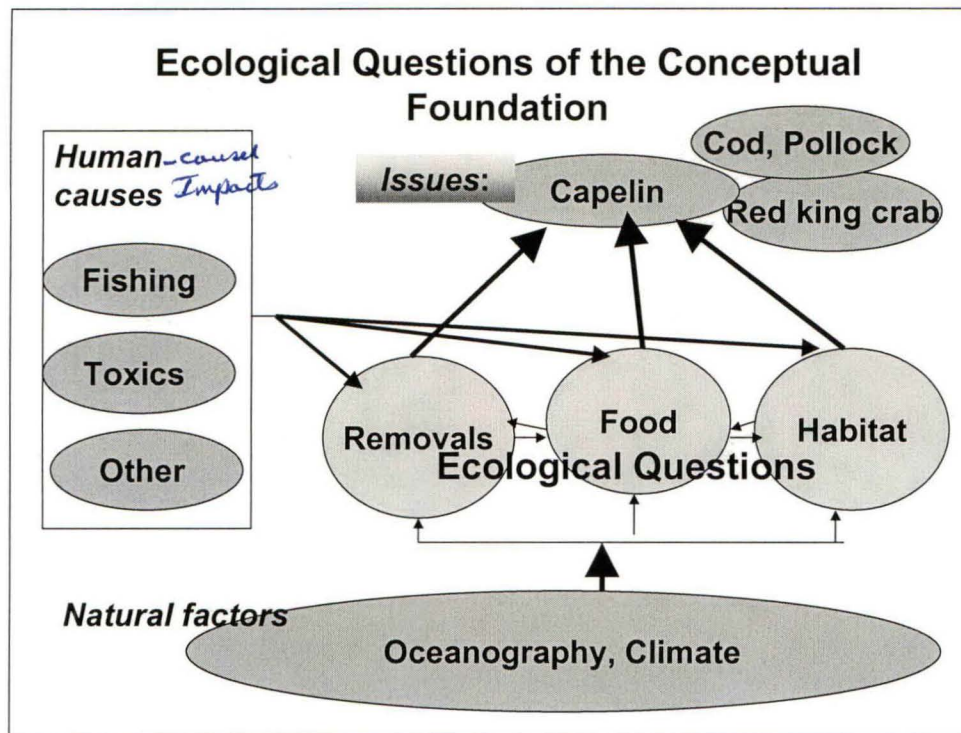 Ecological Questions of the Conceptual
Foundation
Human-caused
causes Impacts
Issues:
Capelin
Cod, Pollock
Red king crab
Fishing
Toxics
Other
Removals
Food
Habitat
Ecological Questions
Natural factors
Oceanography, Climate